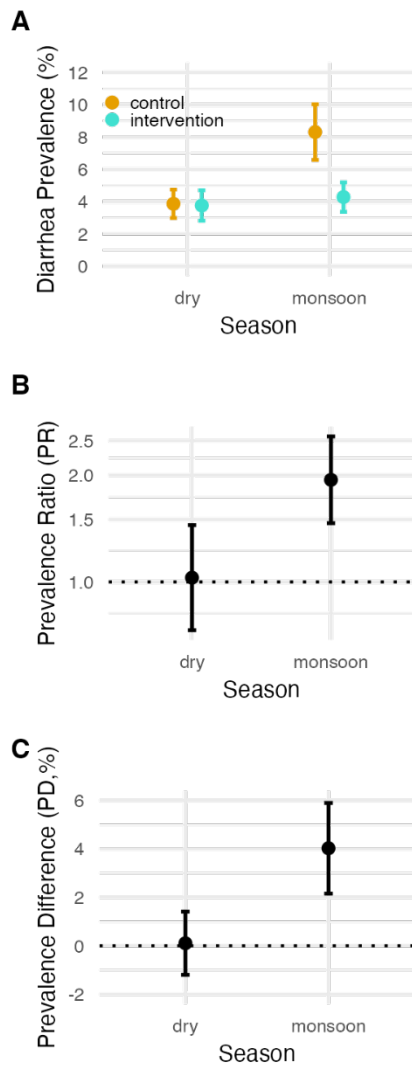 A
Diarrhea Prevalence (%)
12
10
8
6
4
2
0
control
intervention
dry
monsoon
Season
B
Prevalence Ratio (PR)
2.5
2.0
1.5
1.0
dry
monsoon
Season
C
Prevalence Difference (PD,%)
6
4
2
0
-2
dry
monsoon
Season